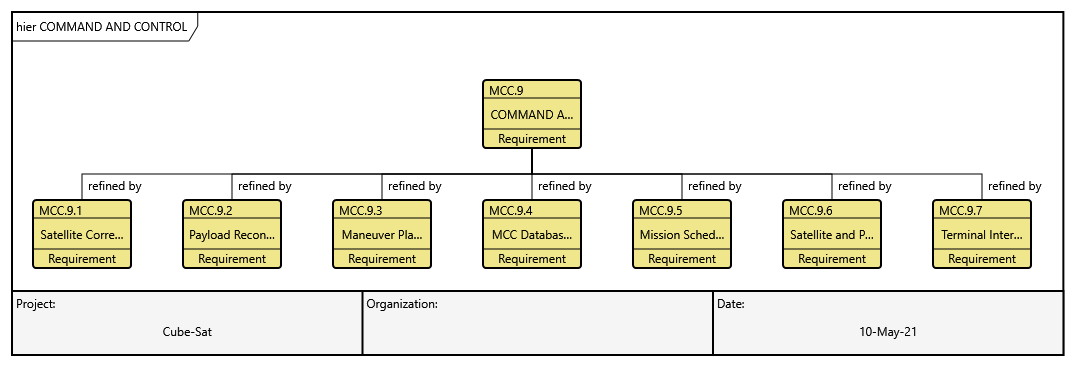 hier COMMAND AND CONTROL
MCC.9
COMMAND A...
Requirement
refined by refined by refined by refined by refined by refined by refined by
MCC.9.1 MCC.9.2 MCC.9.3 MCC.9.4 MCC.9.5 MCC.9.6 MCC.9.7
Satellite Corre... Payload Recon... Maneuver Pla... MCC Databas... Mission Sched... Satellite and P... Terminal Inter...
Requirement Requirement Requirement Requirement Requirement Requirement Requirement
Project: Organization: Date:
Cube-Sat 10-May-21